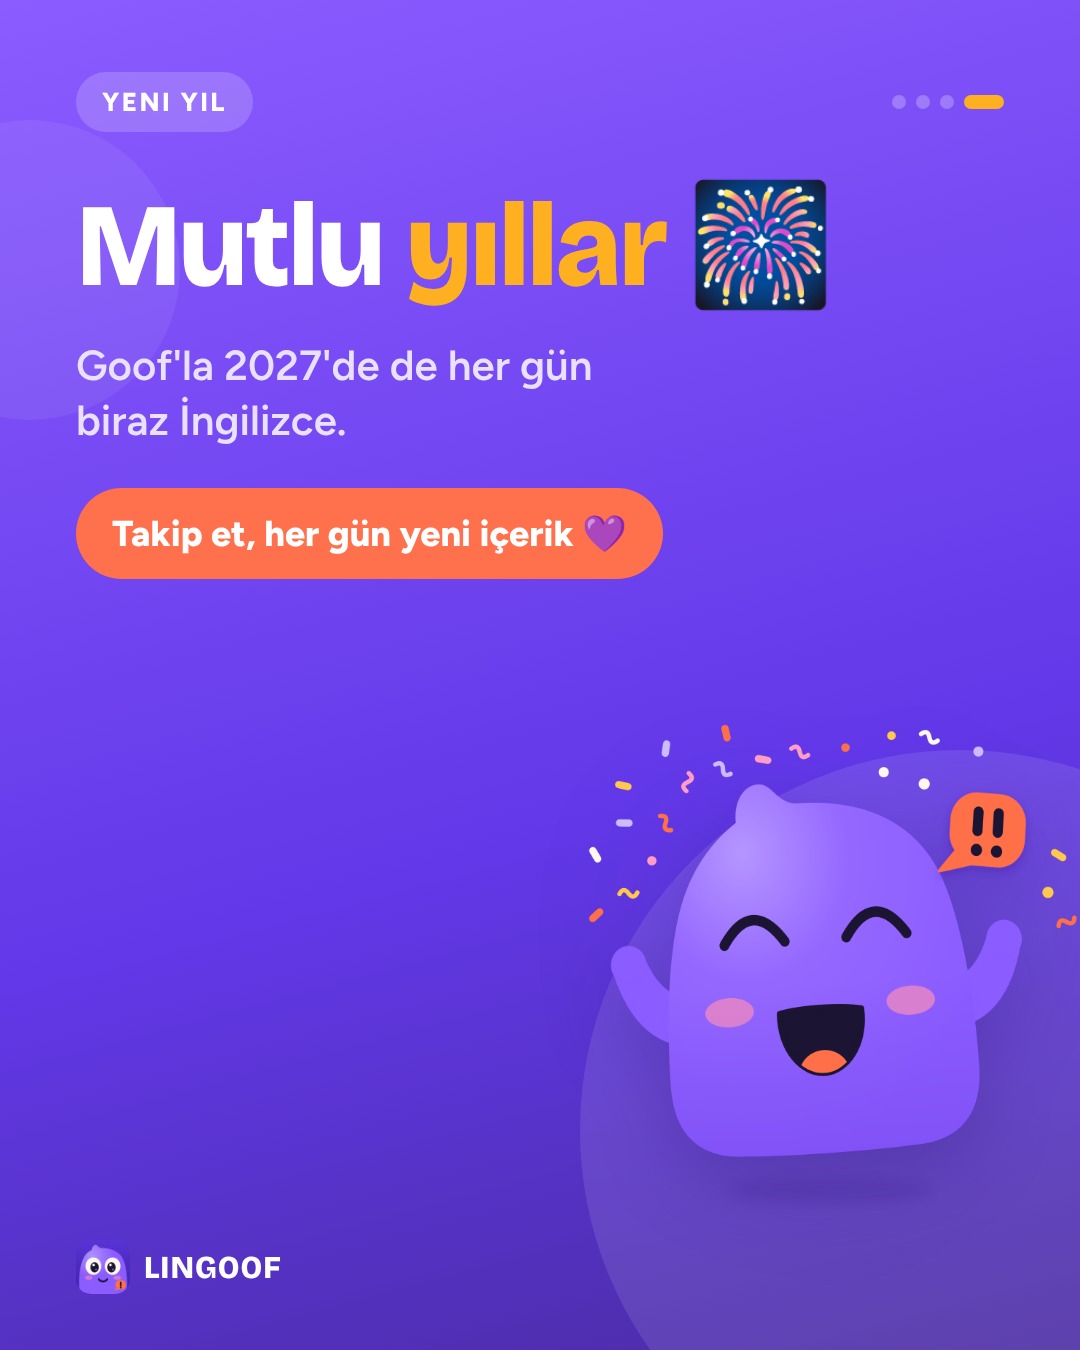 YENI YIL
Mutlu yıllar 🎆
Goof'la 2027'de de her gün
biraz İngilizce.
Takip et, her gün yeni içerik 💜
!!
LINGOOF